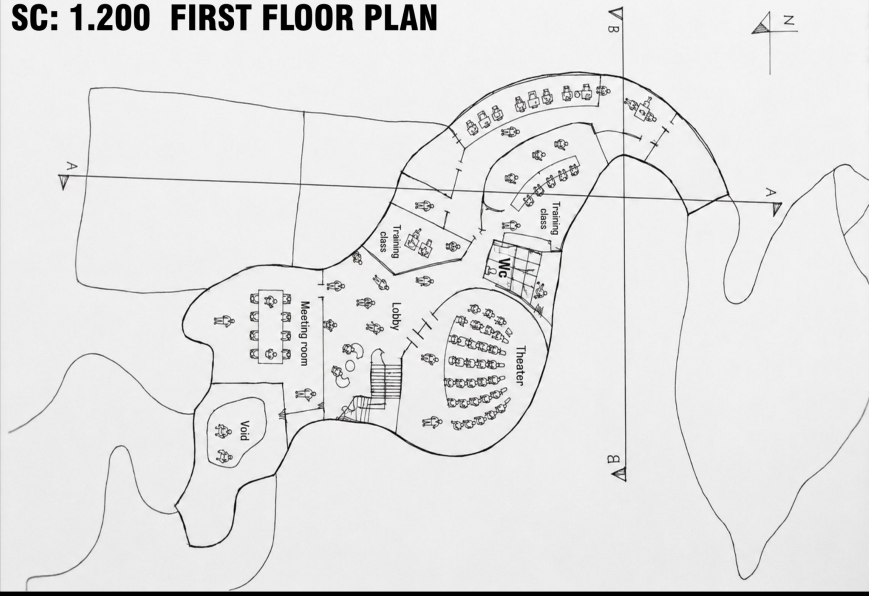 SC: 1.200 FIRST FLOOR PLAN
B
N
A
A
Training
class
Training
class
Wc
Lobby
Meeting room
Theater
Void
B